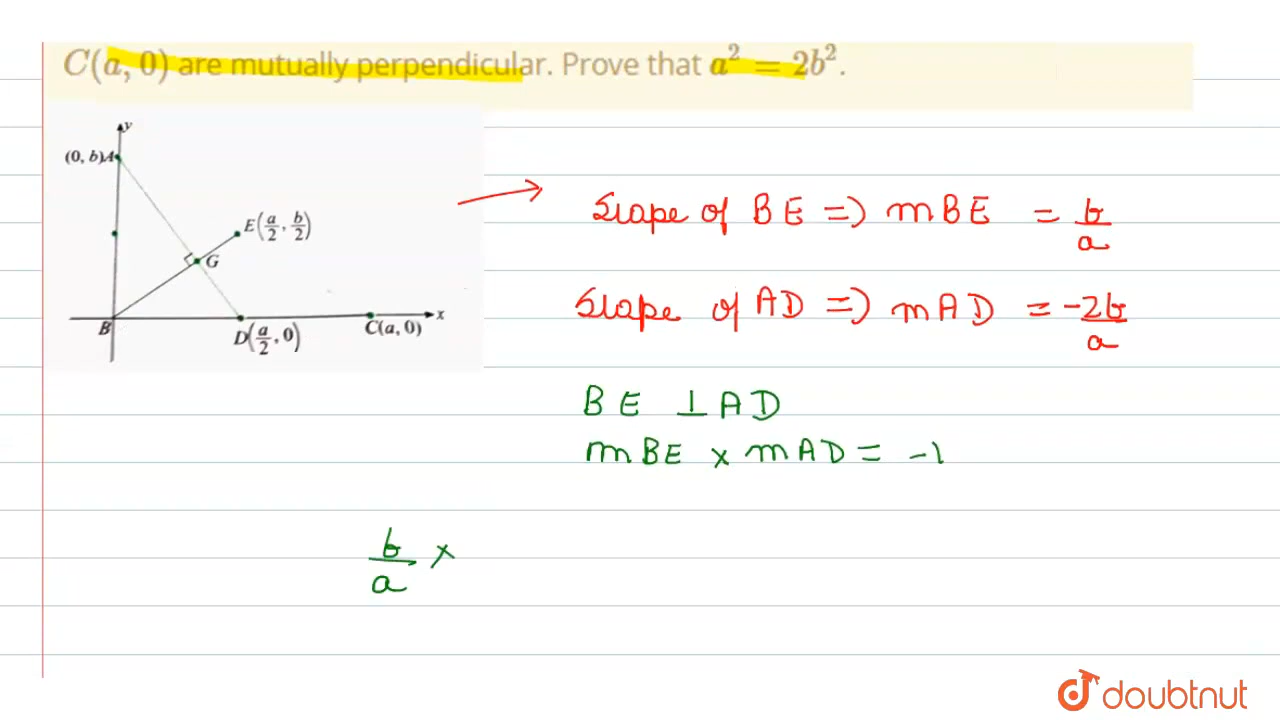 C(a, 0) are mutually perpendicular. Prove that a² = 2b².
y
(0, b)A
E(a/2, b/2)
G
B
D(a/2, 0)
C(a, 0)
x
Slope of BE => mBE = b/a
Slope of AD => mAD = -2b/a
BE ⊥ AD
mBE × mAD = -1
b/a ×
doubtnut